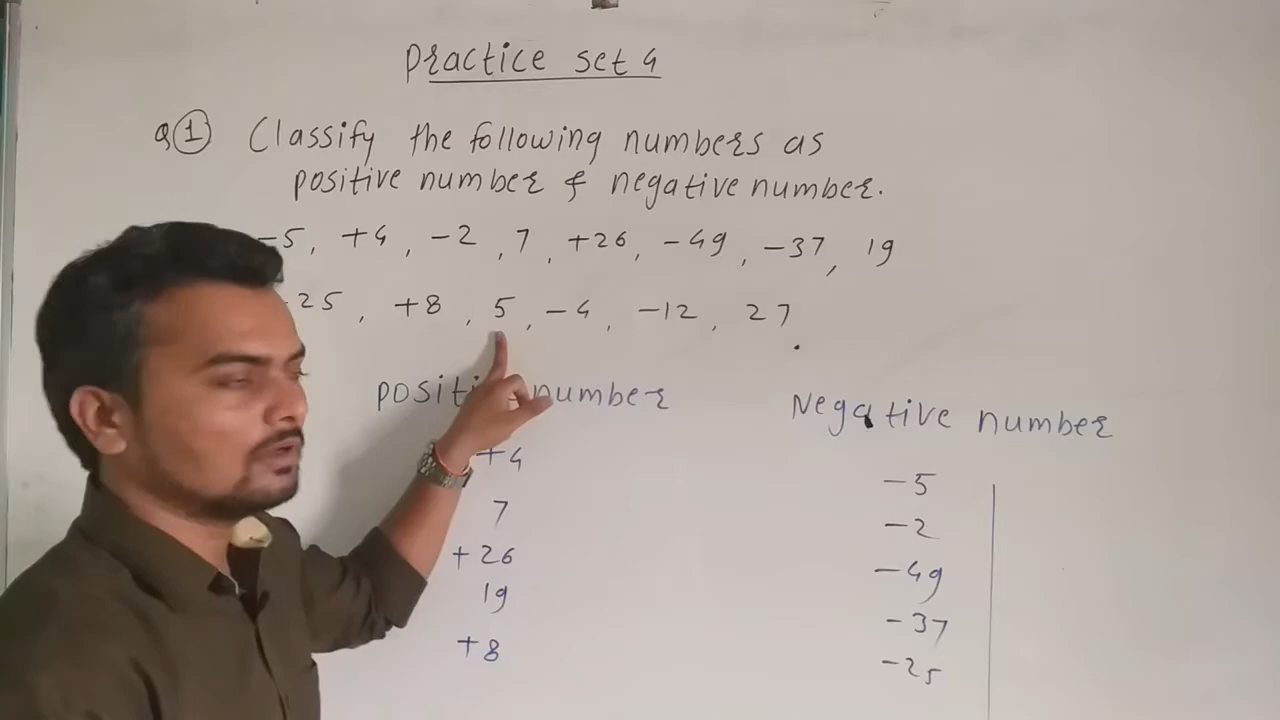 Practice set 4
Q 1 Classify the following numbers as
positive number & negative number.
-5, +4, -2, 7, +26, -49, -37, 19
-25, +8, 5, -4, -12, 27.
positive number
+4
7
+26
19
+8
Negative number
-5
-2
-49
-37
-25